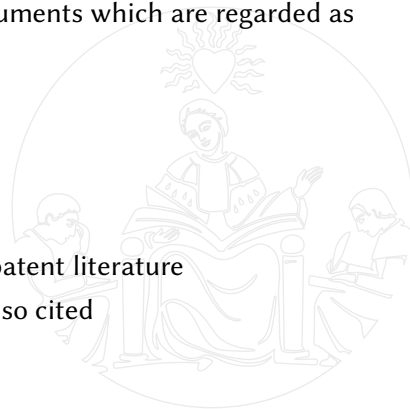 uments which are regarded as
patent literature
so cited